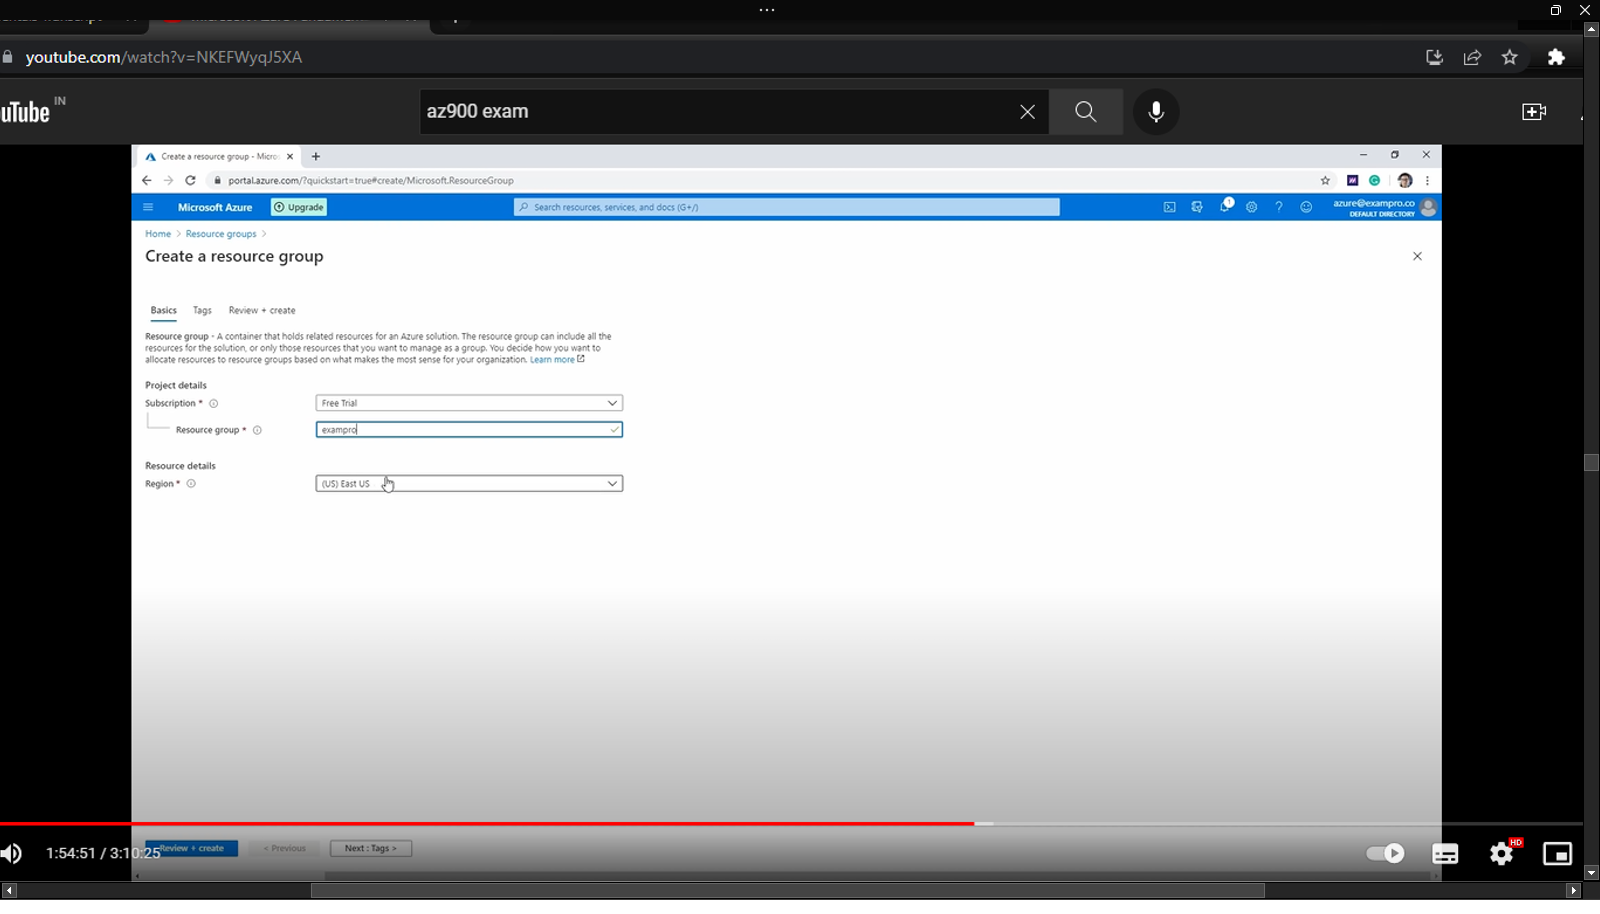 youtube.com/watch?v=NKEFWyqJ5XA
uTube IN
az900 exam
Create a resource group - Micro
portal.azure.com/?quickstart=true#create/Microsoft.ResourceGroup
Microsoft Azure
Upgrade
Search resources, services, and docs (G+/)
1
azure@exampro.co
DEFAULT DIRECTORY
Home > Resource groups >
Create a resource group
Basics Tags Review + create
Resource group - A container that holds related resources for an Azure solution. The resource group can include all the
resources for the solution, or only those resources that you want to manage as a group. You decide how you want to
allocate resources to resource groups based on what makes the most sense for your organization. Learn more
Project details
Subscription * Free Trial
Resource group * exampro
Resource details
Region * (US) East US
Review + create < Previous Next : Tags >
1:54:51 / 3:10:25
HD